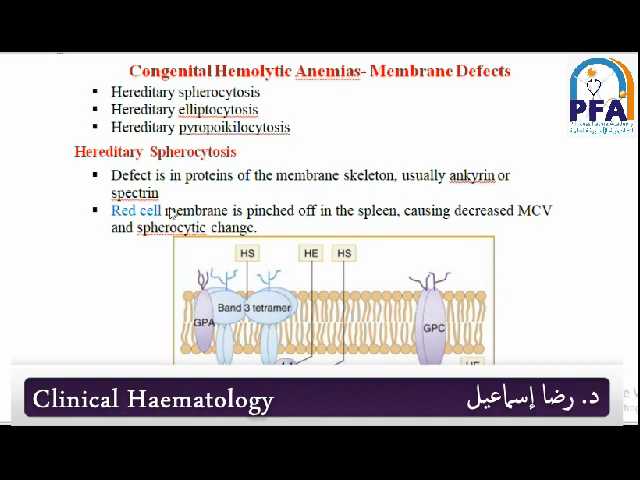 Congenital Hemolytic Anemias- Membrane Defects
Hereditary spherocytosis
Hereditary elliptocytosis
Hereditary pyropoikilocytosis
Hereditary Spherocytosis
Defect is in proteins of the membrane skeleton, usually ankyrin or
spectrin
Red cell membrane is pinched off in the spleen, causing decreased MCV
and spherocytic change.
HS HE HS
Band 3 tetramer
GPA
GPC
PFA
Clinical Haematology
د. رضا إسماعيل